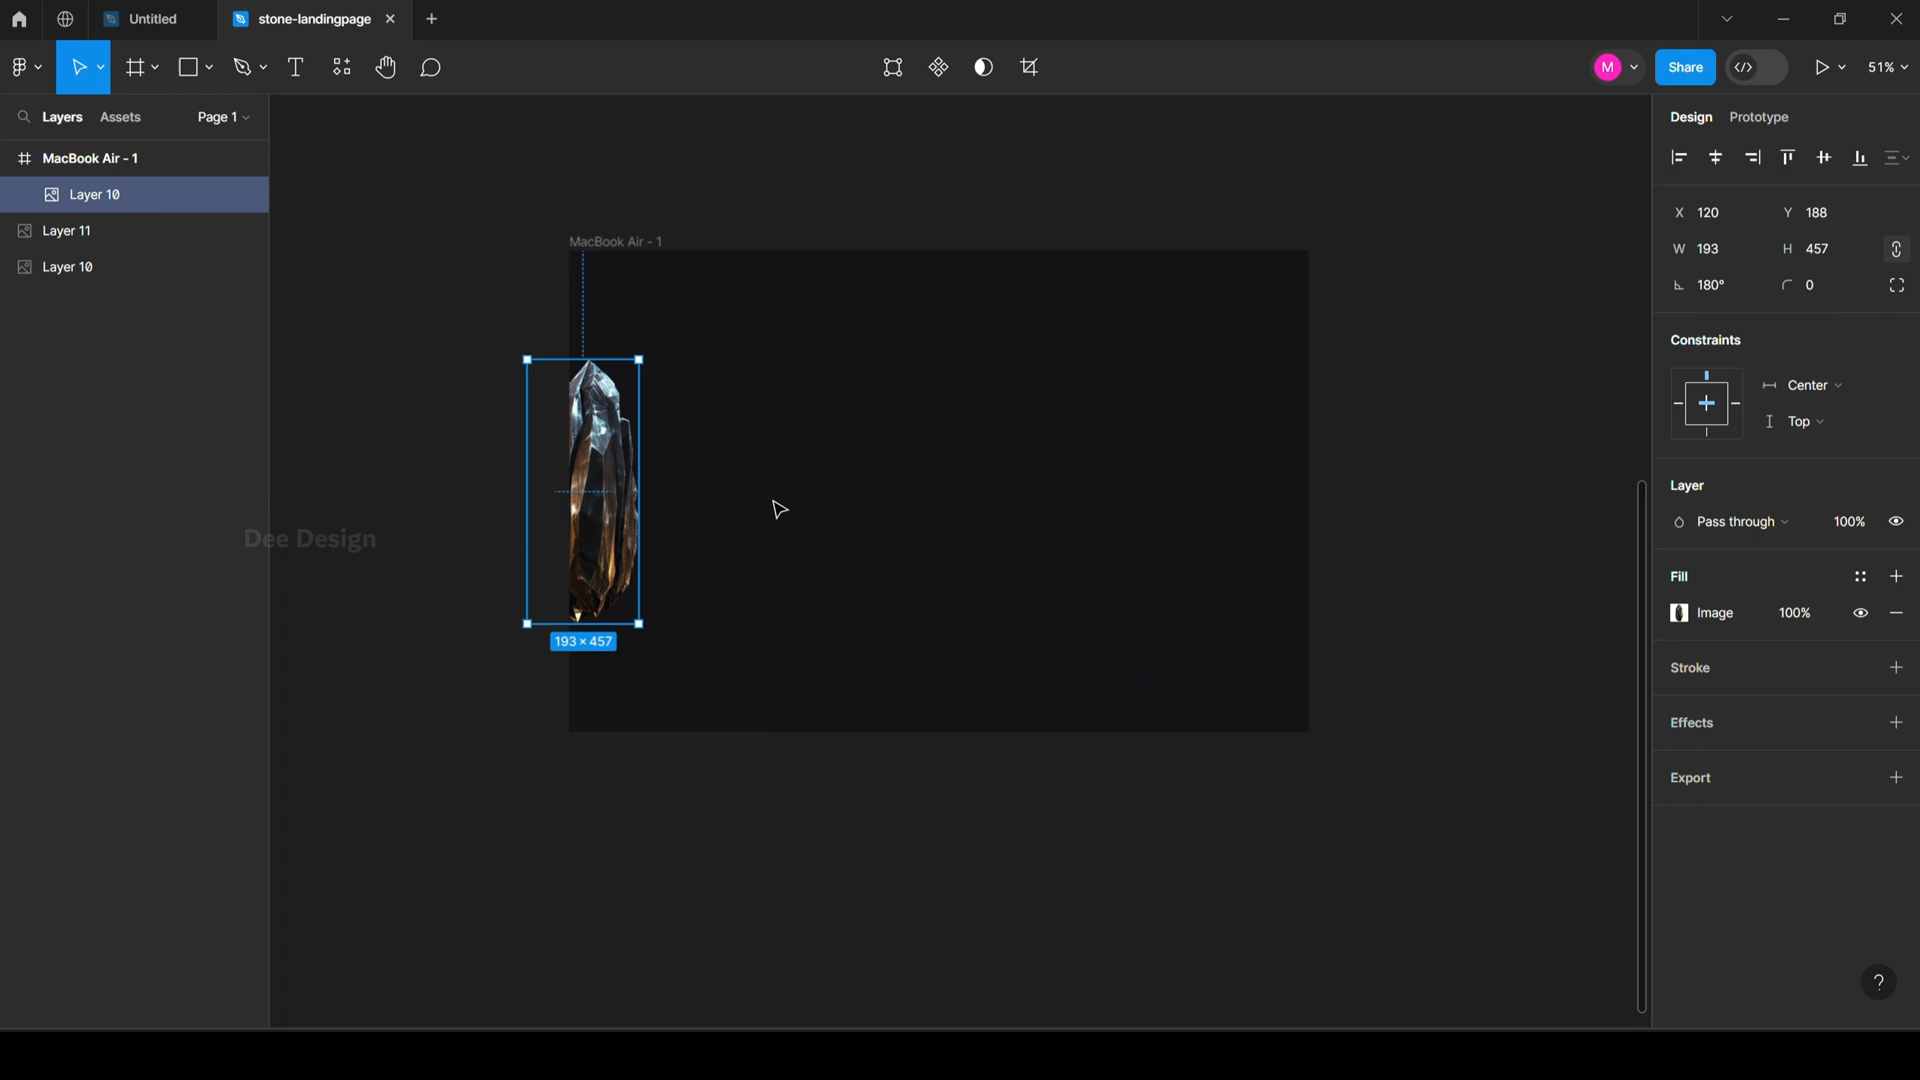 Untitled
stone-landingpage
M
Share
51%
Layers
Assets
Page 1
Design
Prototype
MacBook Air - 1
Layer 10
Layer 11
Layer 10
X 120
Y 188
W 193
H 457
180°
0
MacBook Air - 1
Constraints
Center
Top
Layer
Pass through
100%
Dee Design
Fill
Image
100%
193 × 457
Stroke
Effects
Export
?